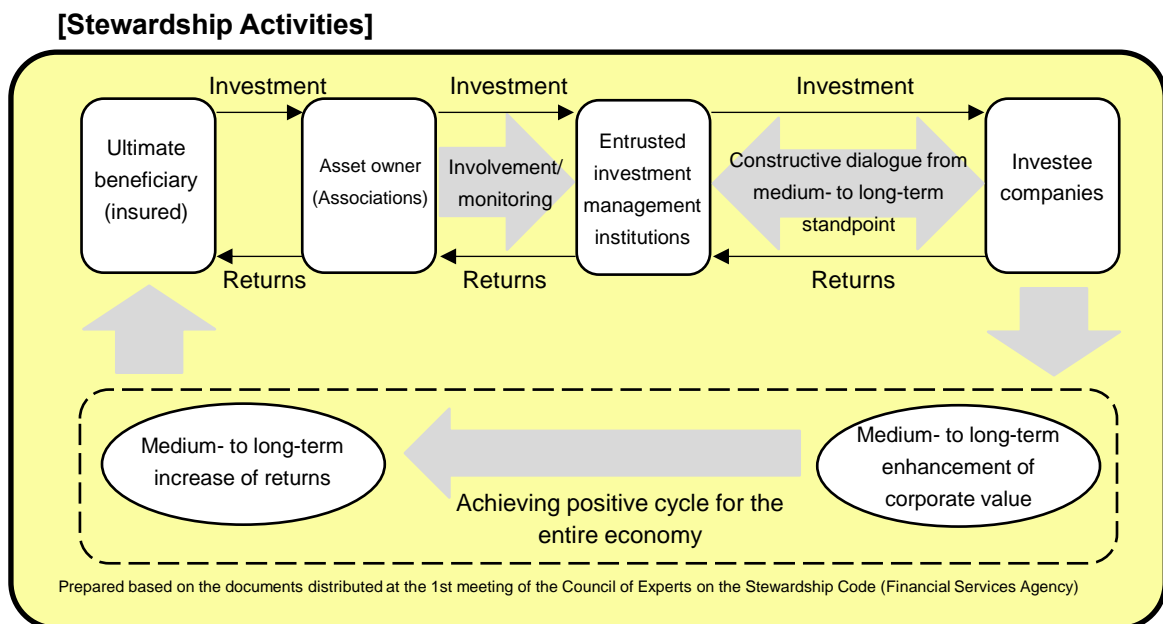 [Stewardship Activities]
Investment
Investment
Investment
Ultimate
beneficiary
(insured)
Asset owner
(Associations)
Involvement/
monitoring
Entrusted
investment
management
institutions
Constructive dialogue from
medium- to long-term
standpoint
Investee
companies
Returns
Returns
Returns
Medium- to long-term
increase of returns
Achieving positive cycle for the
entire economy
Medium- to long-term
enhancement of
corporate value
Prepared based on the documents distributed at the 1st meeting of the Council of Experts on the Stewardship Code (Financial Services Agency)